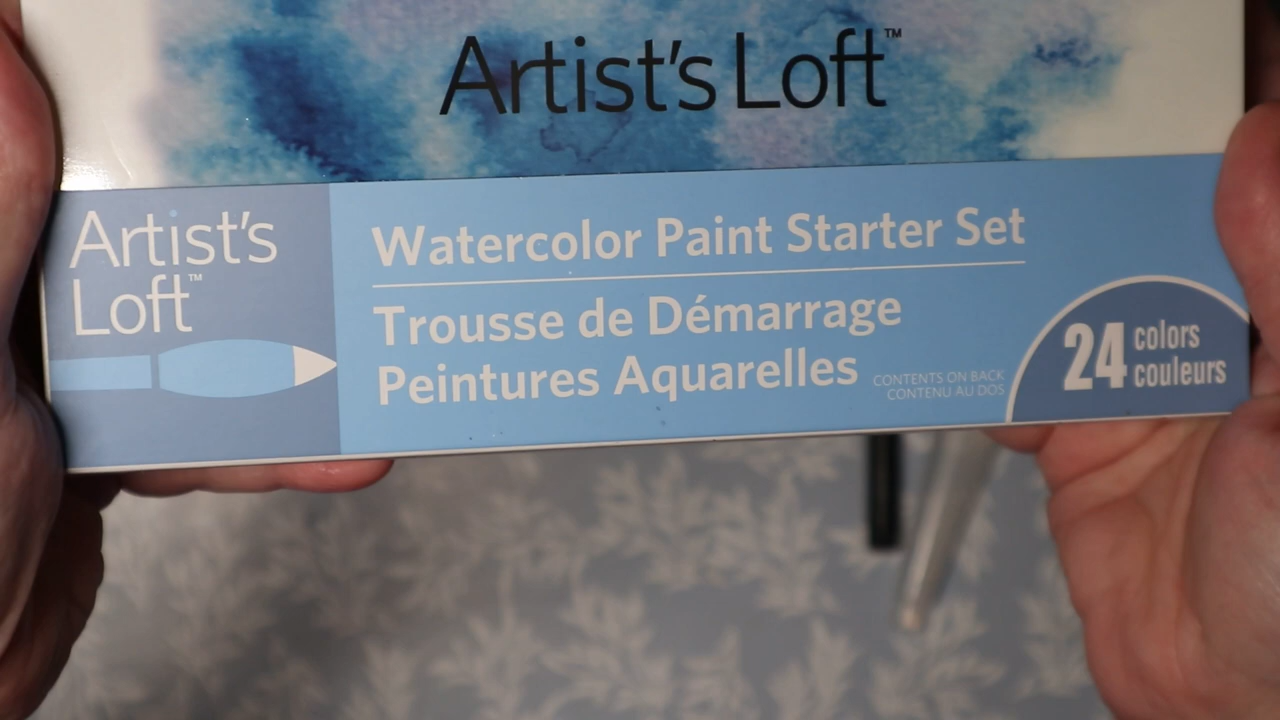 Artist's Loft™
Artist's
Loft™
Watercolor Paint Starter Set
Trousse de Démarrage
Peintures Aquarelles
CONTENTS ON BACK
CONTENU AU DOS
24 colors
couleurs